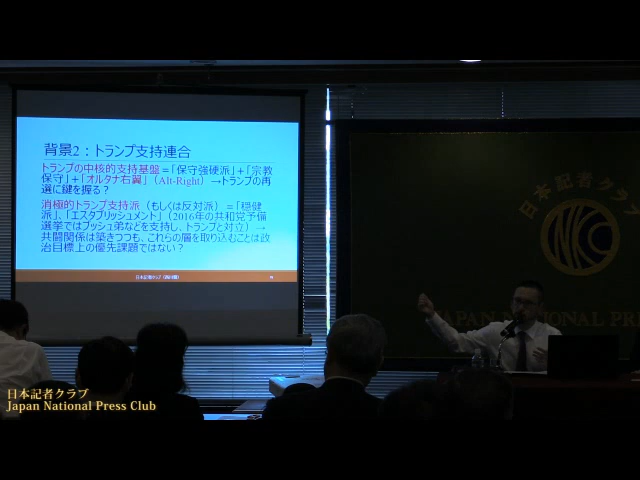 背景2：トランプ支持連合
トランプの中核的支持基盤＝「保守強硬派」＋「宗教
保守」＋「オルタナ右翼」（Alt-Right）→トランプの再
選に鍵を握る？
消極的トランプ支持派（もしくは反対派）＝「穏健
派」、「エスタブリッシュメント」（2016年の共和党予備
選挙ではブッシュ弟などを支持し、トランプと対立）→
共闘関係は築きつつも、これらの層を取り込むことは政
治目標上の優先課題ではない？
日本記者クラブ
JAPAN NATIONAL PRE
日本記者クラブ
Japan National Press Club